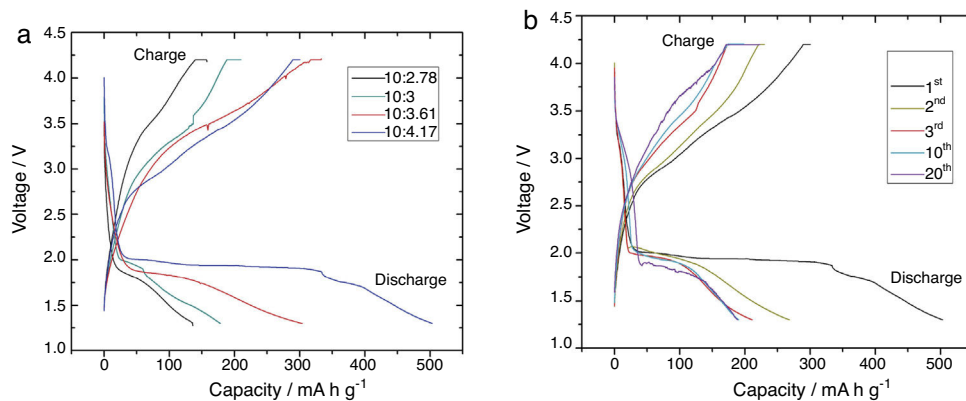 a
Charge
10:2.78
10:3
10:3.61
10:4.17
Discharge
4.5
4.0
3.5
3.0
2.5
2.0
1.5
1.0
Voltage / V
0 100 200 300 400 500
Capacity / mA h g⁻¹
b
Charge
1st
2nd
3rd
10th
20th
Discharge
4.5
4.0
3.5
3.0
2.5
2.0
1.5
1.0
Voltage / V
0 100 200 300 400 500
Capacity / mA h g⁻¹